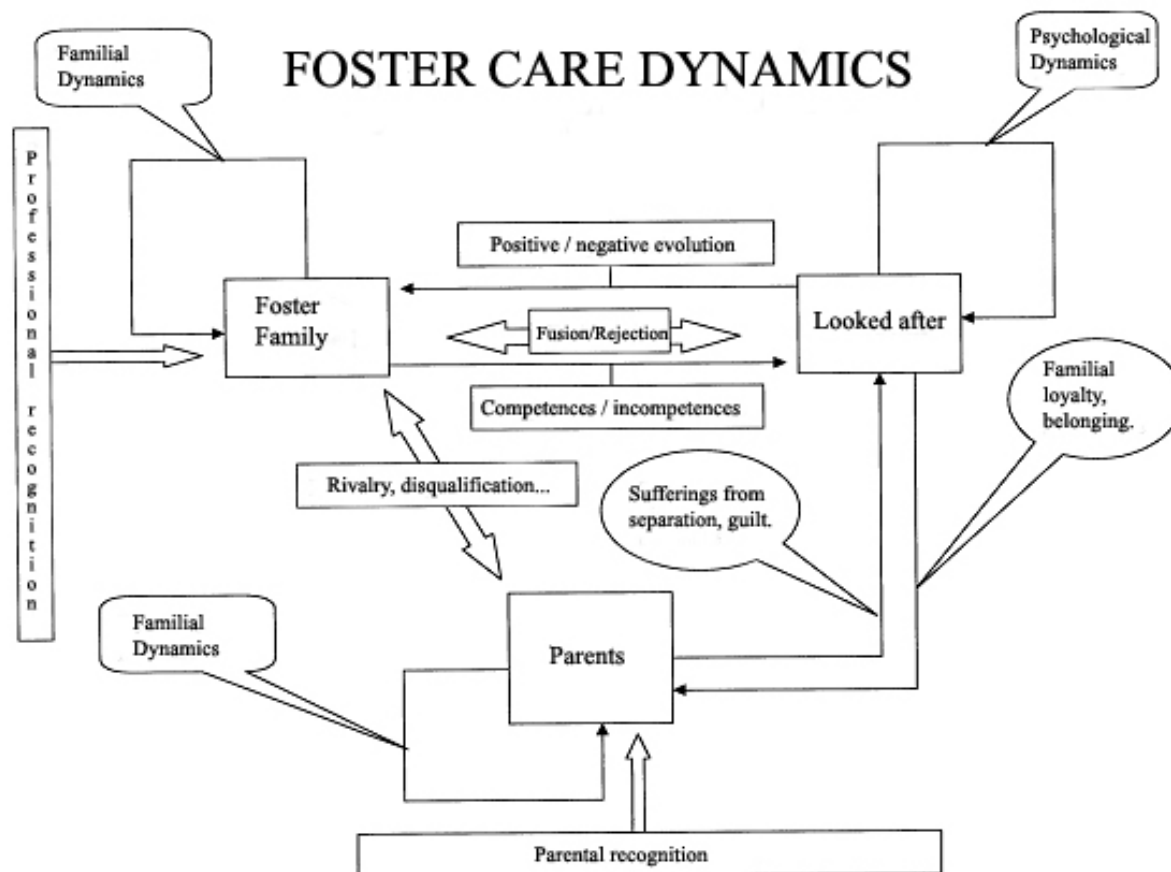 FOSTER CARE DYNAMICS
Familial
Dynamics
Psychological
Dynamics
Professional recognition
Positive / negative evolution
Foster
Family
Fusion/Rejection
Looked after
Competences / incompetences
Familial
loyalty,
belonging.
Rivalry, disqualification...
Sufferings from
separation, guilt.
Familial
Dynamics
Parents
Parental recognition